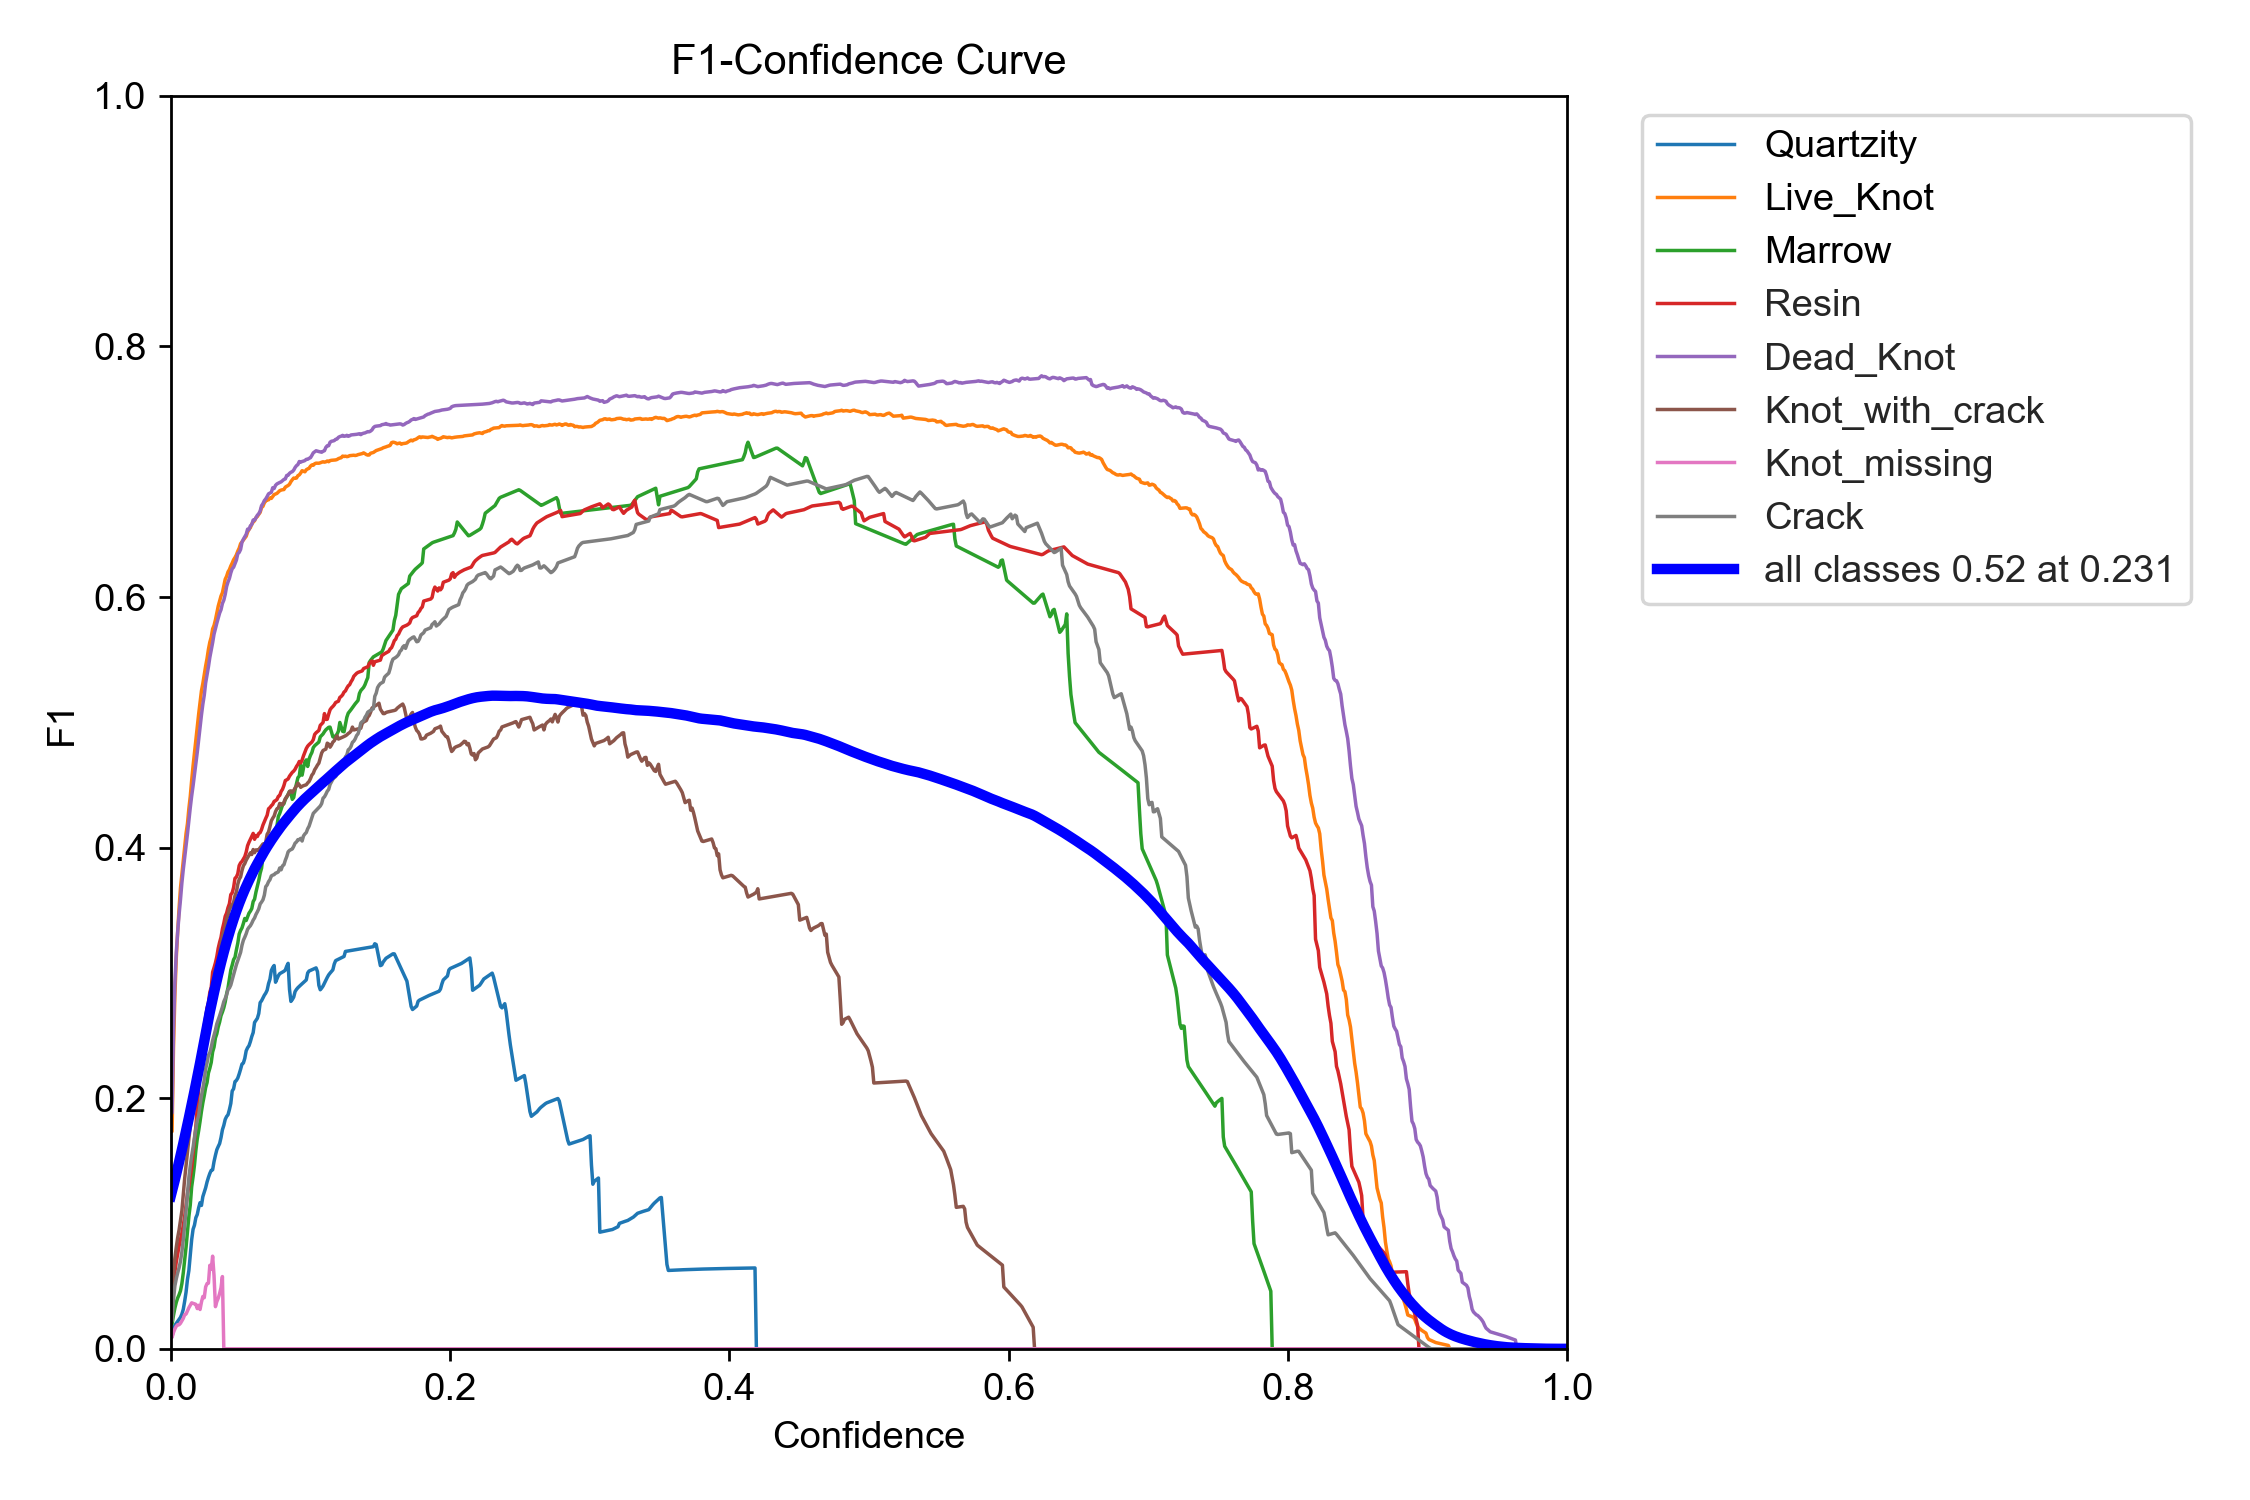 F1-Confidence Curve
1.0
0.8
0.6
0.4
0.2
0.0
F1
0.0 0.2 0.4 0.6 0.8 1.0
Confidence
Quartzity
Live_Knot
Marrow
Resin
Dead_Knot
Knot_with_crack
Knot_missing
Crack
all classes 0.52 at 0.231